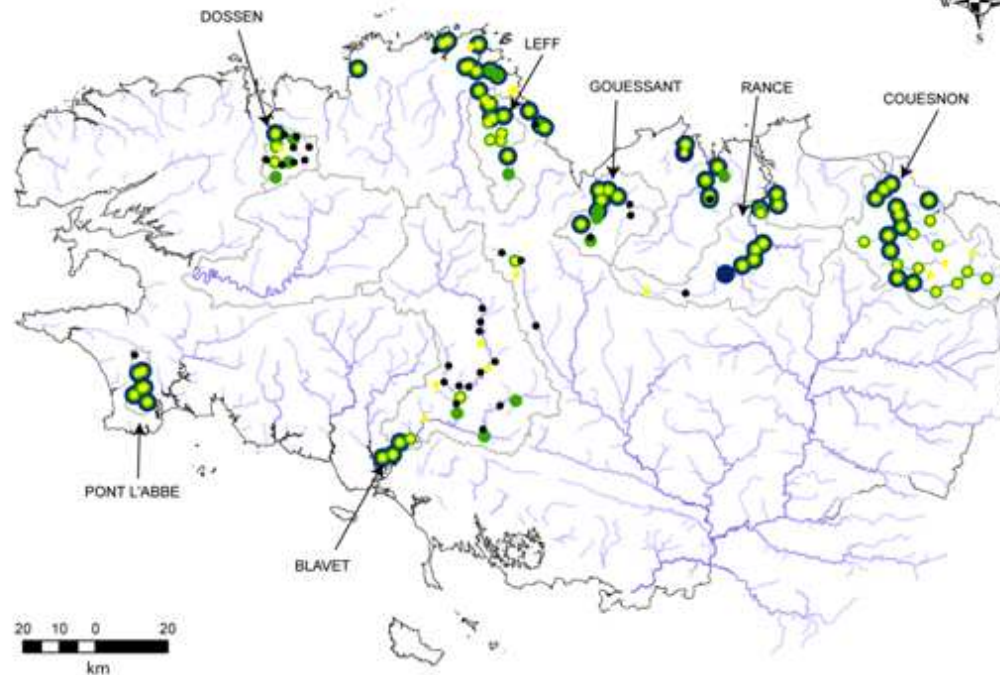 W
S
DOSSEN
LEFF
GOUESSANT
RANCE
COUESNON
PONT L'ABBE
BLAVET
20 10 0 20
km